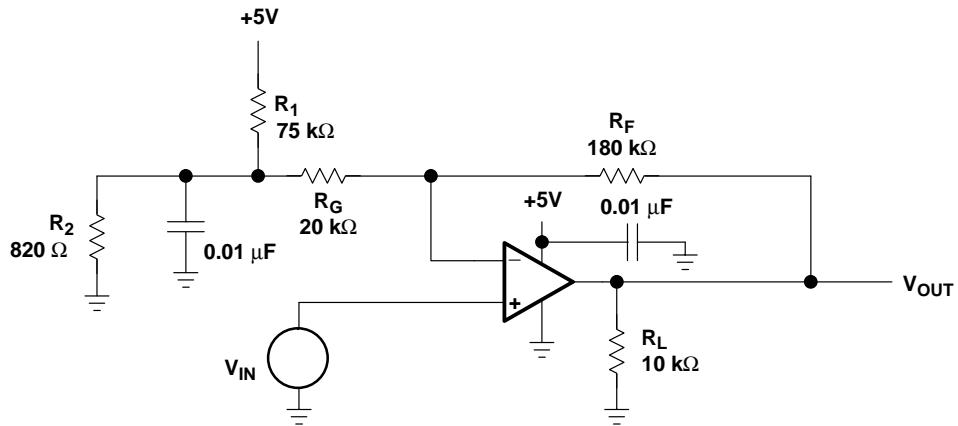 +5V
R1
75 kΩ
RF
180 kΩ
+5V
0.01 μF
RG
20 kΩ
R2
820 Ω
0.01 μF
−
+
VOUT
RL
10 kΩ
VIN